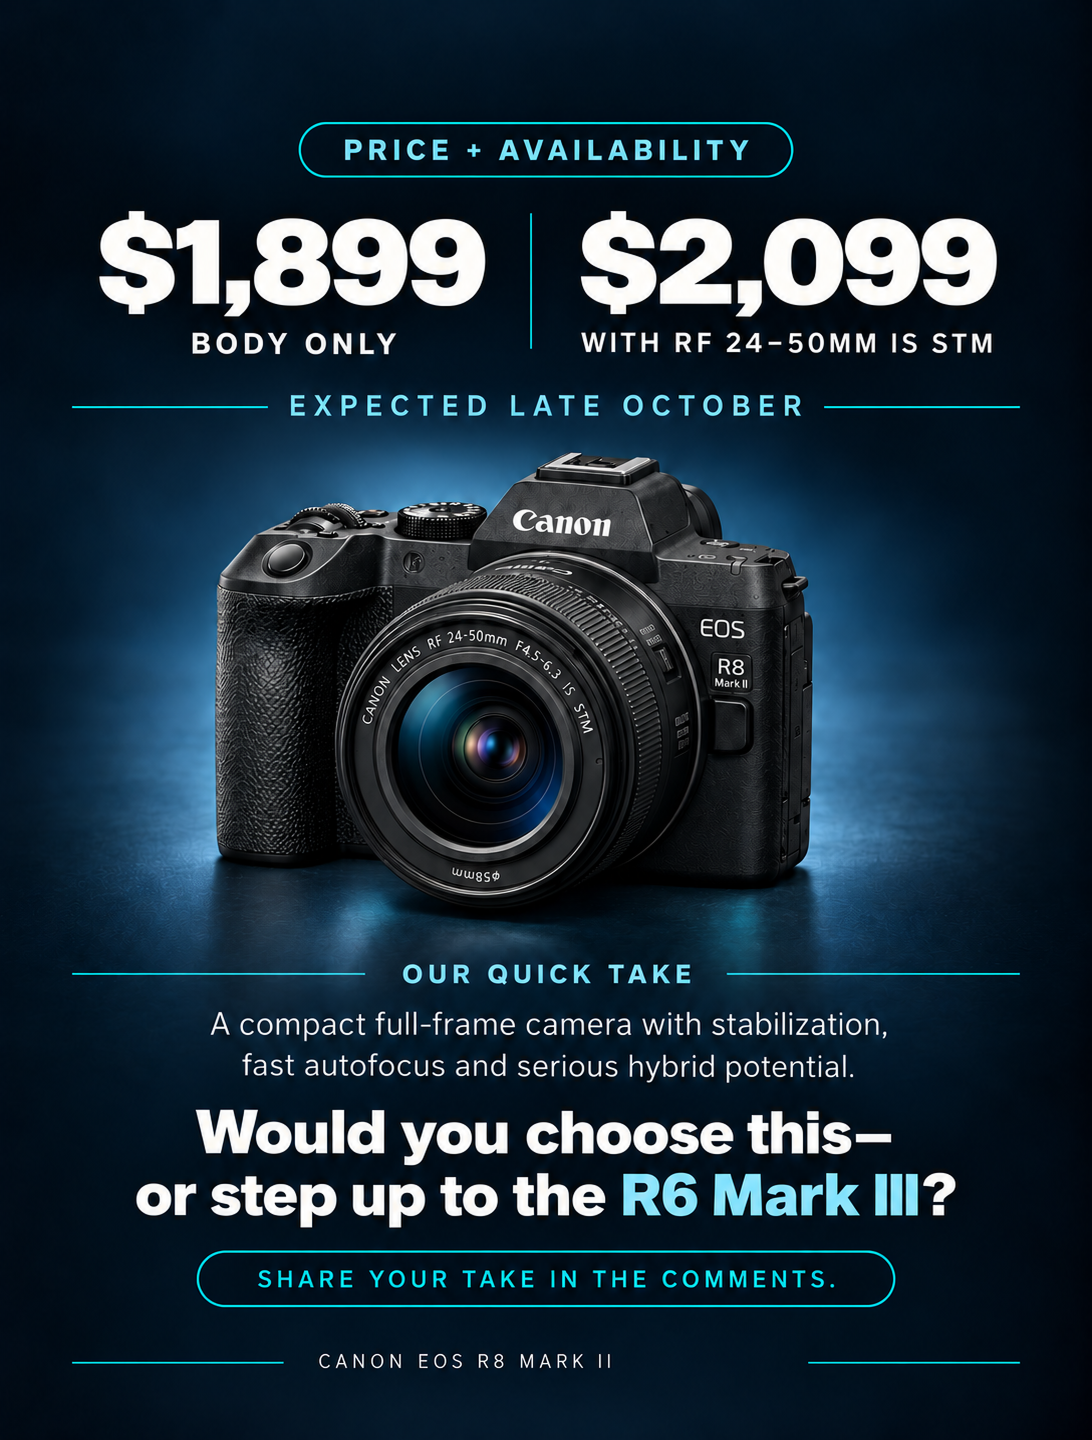 PRICE + AVAILABILITY
$1,899
BODY ONLY
$2,099
WITH RF 24–50MM IS STM
EXPECTED LATE OCTOBER
Canon
EOS
R8
Mark II
CANON LENS RF 24-50mm F4.5-6.3 IS STM
ϕ58mm
OUR QUICK TAKE
A compact full-frame camera with stabilization,
fast autofocus and serious hybrid potential.
Would you choose this—
or step up to the R6 Mark III?
SHARE YOUR TAKE IN THE COMMENTS.
CANON EOS R8 MARK II